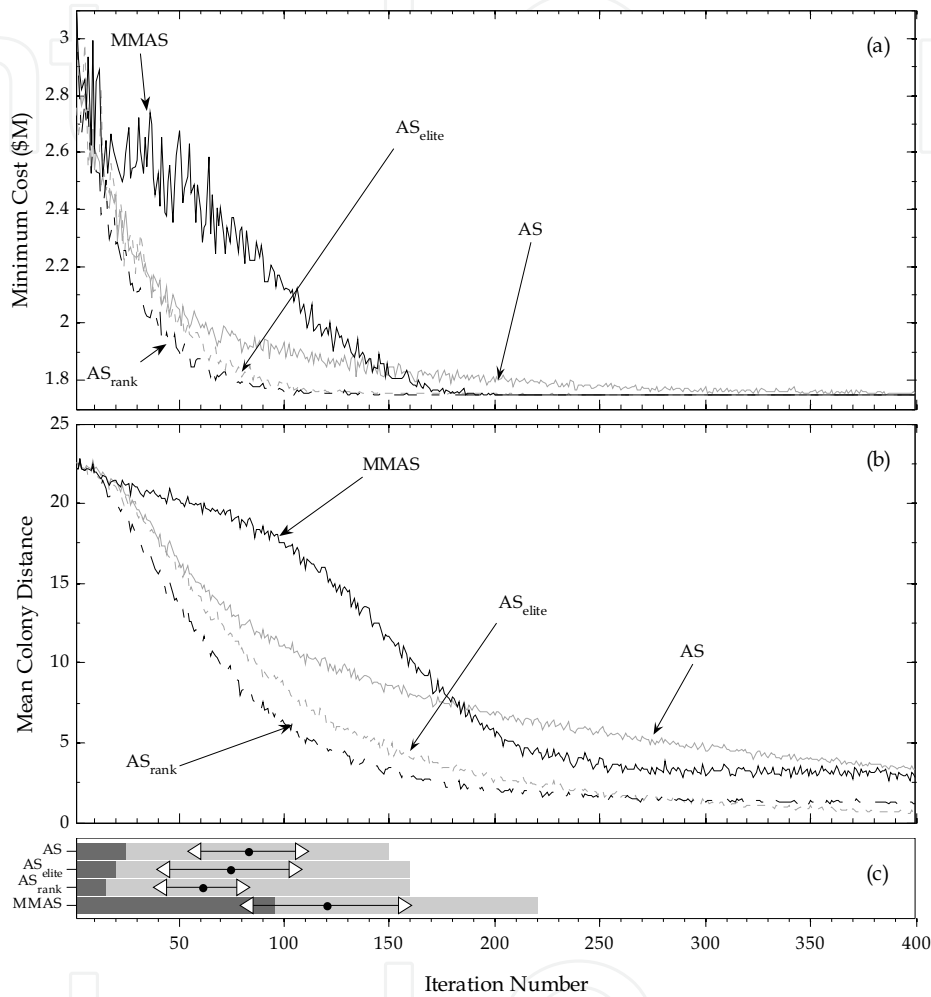 (a)
Minimum Cost ($M)
3
2.8
2.6
2.4
2.2
2
1.8
MMAS
AS_elite
AS
AS_rank
(b)
Mean Colony Distance
25
20
15
10
5
0
MMAS
AS_elite
AS
AS_rank
(c)
AS
AS_elite
AS_rank
MMAS
50 100 150 200 250 300 350 400
Iteration Number